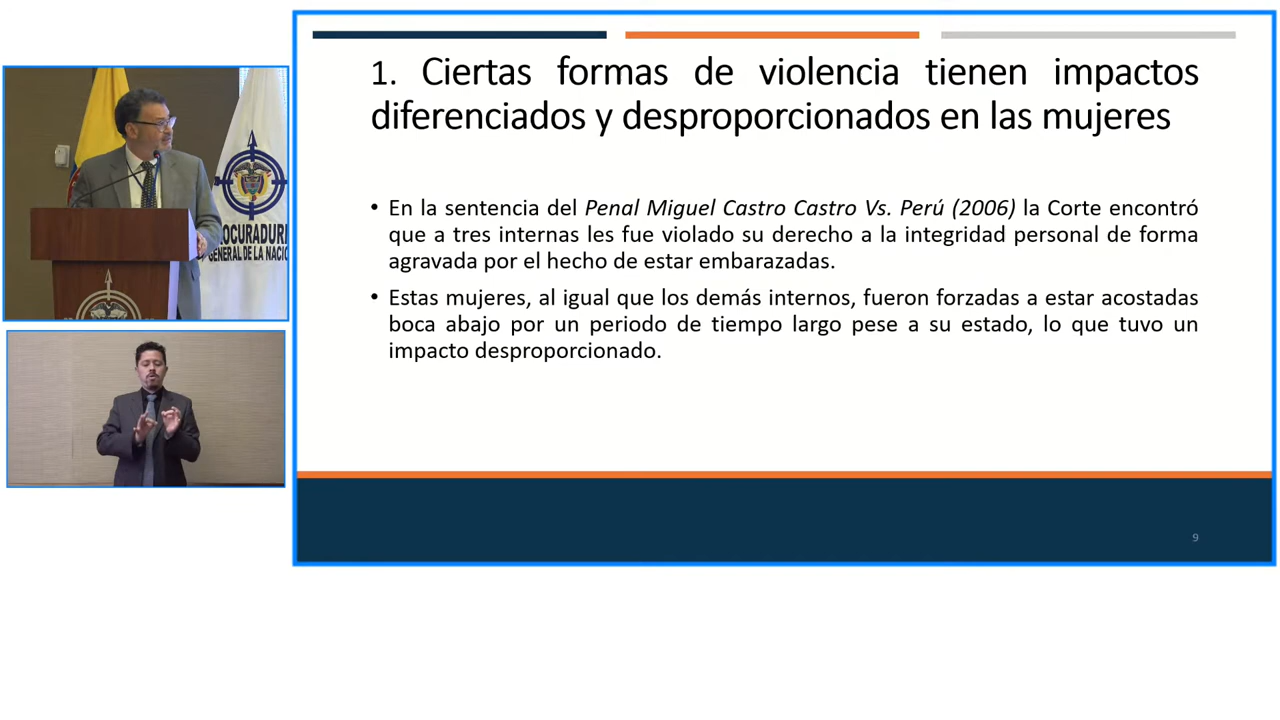 1. Ciertas formas de violencia tienen impactos
diferenciados y desproporcionados en las mujeres
• En la sentencia del Penal Miguel Castro Castro Vs. Perú (2006) la Corte encontró
que a tres internas les fue violado su derecho a la integridad personal de forma
agravada por el hecho de estar embarazadas.
• Estas mujeres, al igual que los demás internos, fueron forzadas a estar acostadas
boca abajo por un periodo de tiempo largo pese a su estado, lo que tuvo un
impacto desproporcionado.
9
ROCURADURI
GENERAL DE LA NACIO